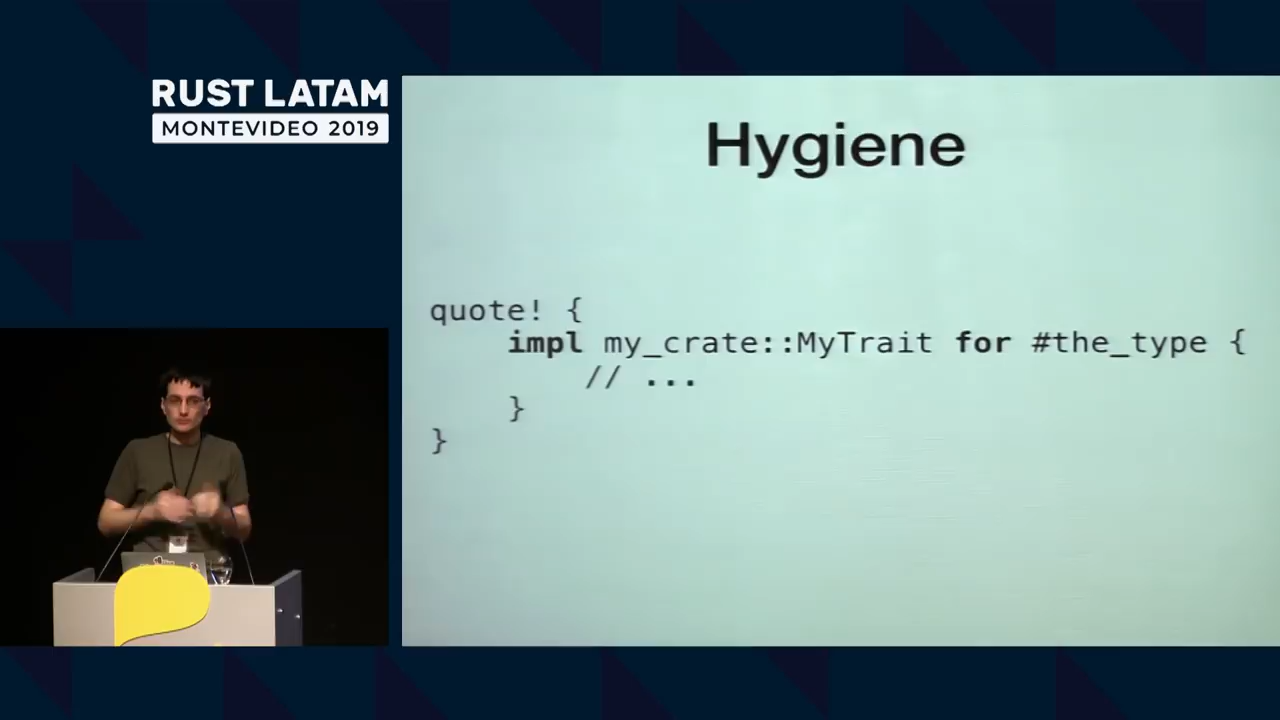 RUST LATAM
MONTEVIDEO 2019
Hygiene
quote! {
impl my_crate::MyTrait for #the_type {
// ...
}
}